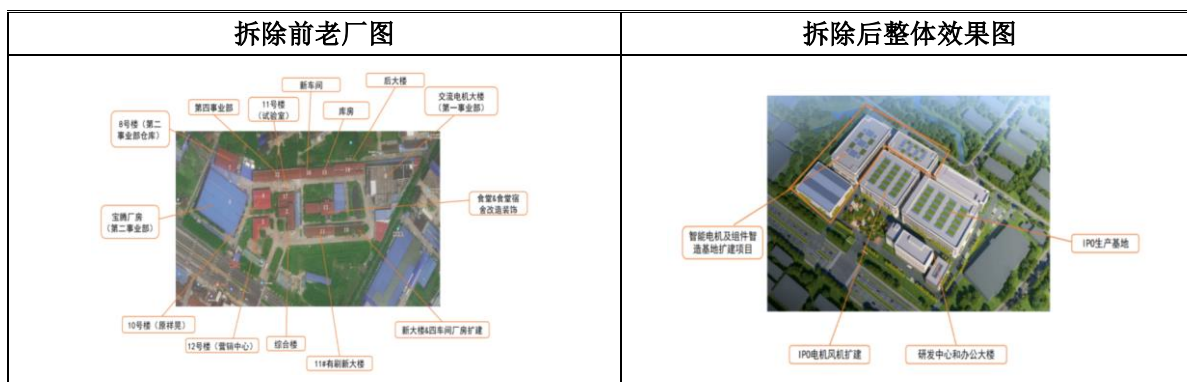 拆除前老厂图
拆除后整体效果图
新车间
后大楼
第四事业部
11号楼
(试验室)
库房
交流电机大楼
(第一事业部)
8号楼(第二
事业部仓库)
食堂&食堂宿
舍改造装饰
宝腾厂房
(第二事业部)
10号楼(原祥晃)
12号楼(营销中心)
综合楼
11#有刷新大楼
新大楼&四车间厂房扩建
智能电机及组件智
造基地扩建项目
IPO生产基地
IPO电机风机扩建
研发中心和办公大楼